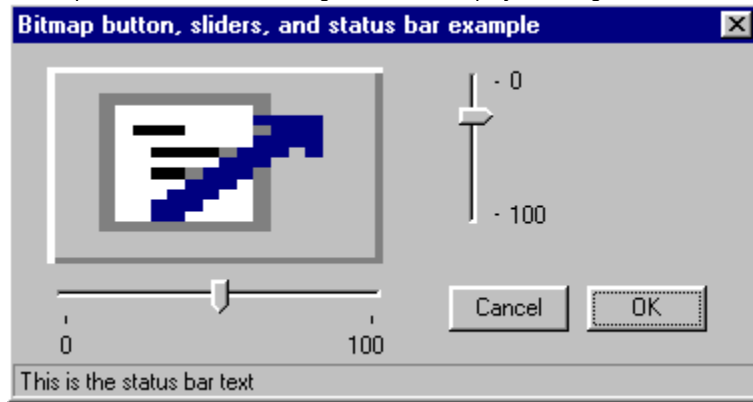 Bitmap button, sliders, and status bar example
- 0
- 100
0 100
Cancel OK
This is the status bar text